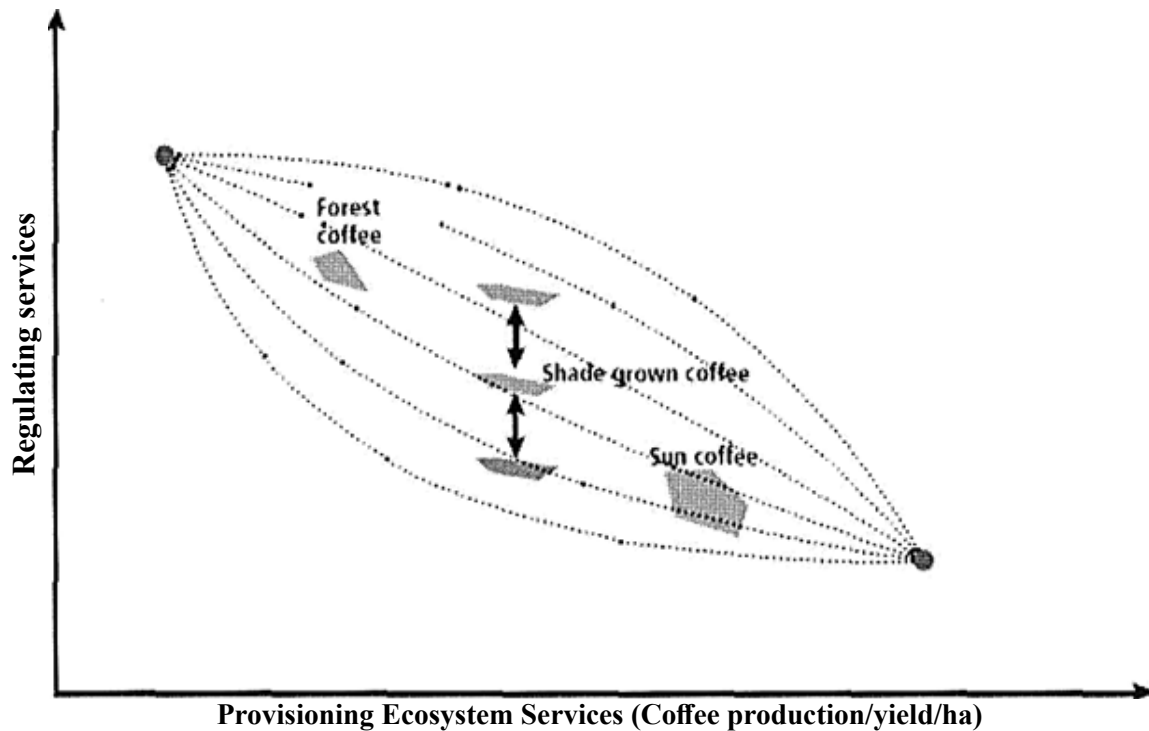 Regulating services
Forest
coffee
Shade grown coffee
Sun coffee
Provisioning Ecosystem Services (Coffee production/yield/ha)